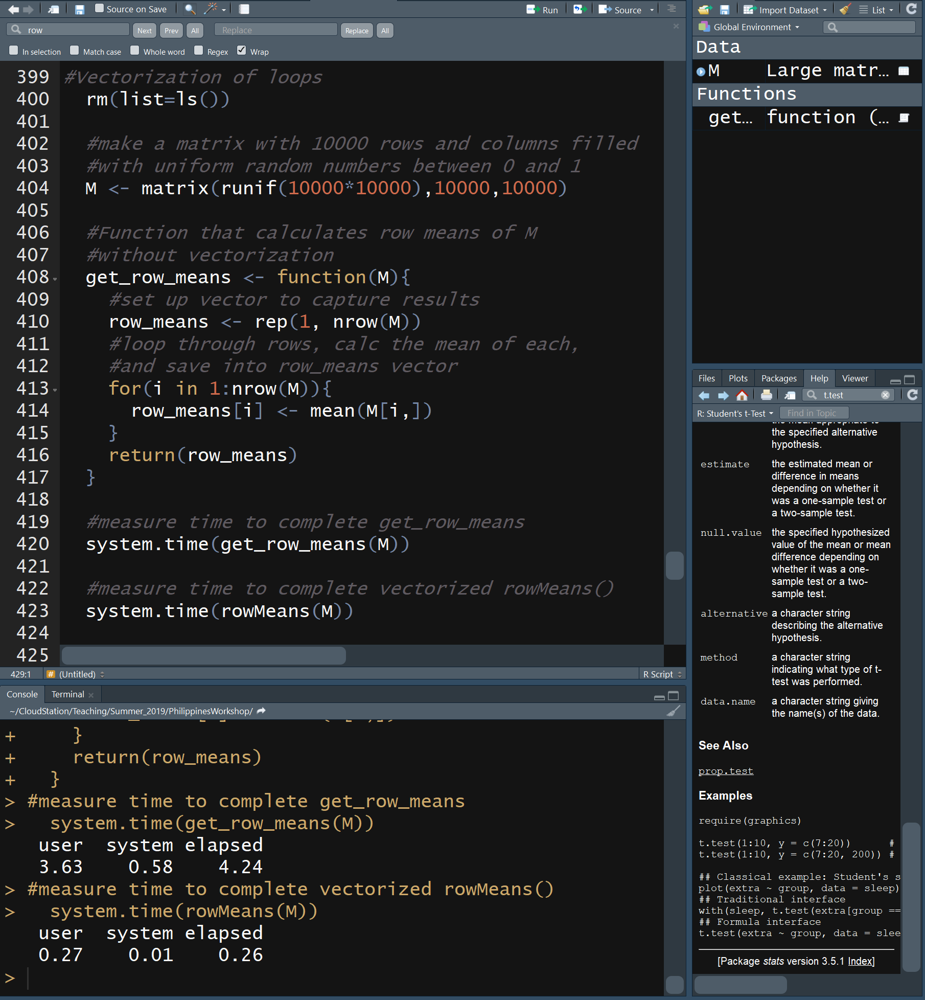 Source on Save
Run
Source
row
Next
Prev
All
Replace
Replace
All
In selection
Match case
Whole word
Regex
Wrap
399 #Vectorization of loops
400 rm(list=ls())
401
402 #make a matrix with 10000 rows and columns filled
403 #with uniform random numbers between 0 and 1
404 M <- matrix(runif(10000*10000),10000,10000)
405
406 #Function that calculates row means of M
407 #without vectorization
408 get_row_means <- function(M){
409 #set up vector to capture results
410 row_means <- rep(1, nrow(M))
411 #loop through rows, calc the mean of each,
412 #and save into row_means vector
413 for(i in 1:nrow(M)){
414 row_means[i] <- mean(M[i,])
415 }
416 return(row_means)
417 }
418
419 #measure time to complete get_row_means
420 system.time(get_row_means(M))
421
422 #measure time to complete vectorized rowMeans()
423 system.time(rowMeans(M))
424
425
429:1 # (Untitled) R Script
Console Terminal
~/CloudStation/Teaching/Summer_2019/PhilippinesWorkshop/
+ }
+ return(row_means)
+ }
> #measure time to complete get_row_means
> system.time(get_row_means(M))
user system elapsed
3.63 0.58 4.24
> #measure time to complete vectorized rowMeans()
> system.time(rowMeans(M))
user system elapsed
0.27 0.01 0.26
>
Import Dataset
List
Global Environment
Data
M Large matr...
Functions
get... function (...
Files Plots Packages Help Viewer
t.test
R: Student's t-Test Find in Topic
the mean appropriate to
the specified alternative
hypothesis.
estimate the estimated mean or
difference in means
depending on whether it
was a one-sample test or
a two-sample test.
null.value the specified hypothesized
value of the mean or mean
difference depending on
whether it was a one-
sample test or a two-
sample test.
alternative a character string
describing the alternative
hypothesis.
method a character string
indicating what type of t-
test was performed.
data.name a character string giving
the name(s) of the data.
See Also
prop.test
Examples
require(graphics)
t.test(1:10, y = c(7:20)) #
t.test(1:10, y = c(7:20, 200)) #
## Classical example: Student's s
plot(extra ~ group, data = sleep)
## Traditional interface
with(sleep, t.test(extra[group ==
## Formula interface
t.test(extra ~ group, data = slee
[Package stats version 3.5.1 Index]